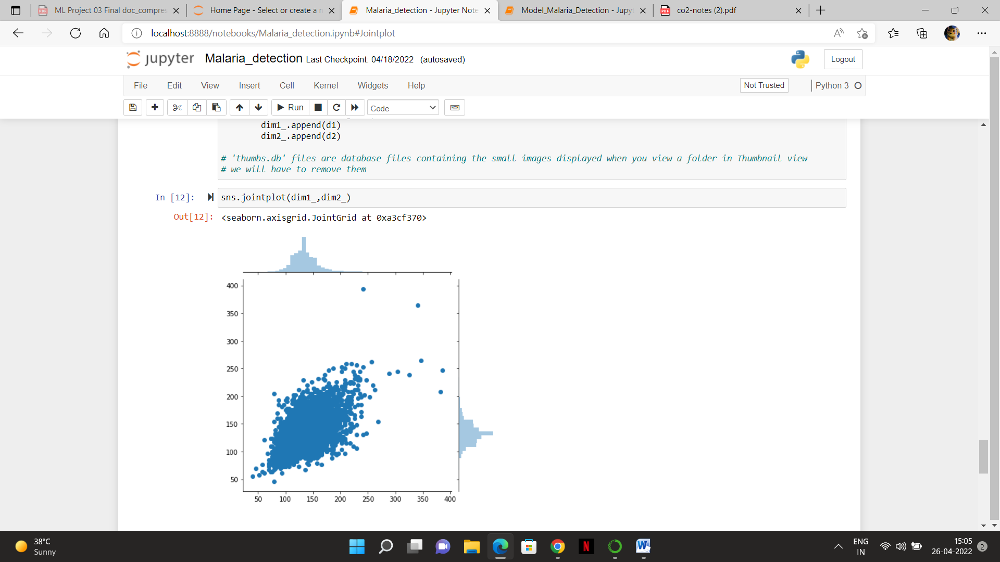 ML Project 03 Final doc_compres
Home Page - Select or create a n
Malaria_detection - Jupyter Note
Model_Malaria_Detection - Jupyt
co2-notes (2).pdf
localhost:8888/notebooks/Malaria_detection.ipynb#Jointplot
jupyter Malaria_detection Last Checkpoint: 04/18/2022 (autosaved)
Logout
File Edit View Insert Cell Kernel Widgets Help
Not Trusted
Python 3
Run
Code
dim1_.append(d1)
dim2_.append(d2)
# 'thumbs.db' files are database files containing the small images displayed when you view a folder in Thumbnail view
# we will have to remove them
In [12]: sns.jointplot(dim1_,dim2_)
Out[12]: <seaborn.axisgrid.JointGrid at 0xa3cf370>
400
350
300
250
200
150
100
50
50 100 150 200 250 300 350 400
38°C
Sunny
ENG
IN
15:05
26-04-2022
2